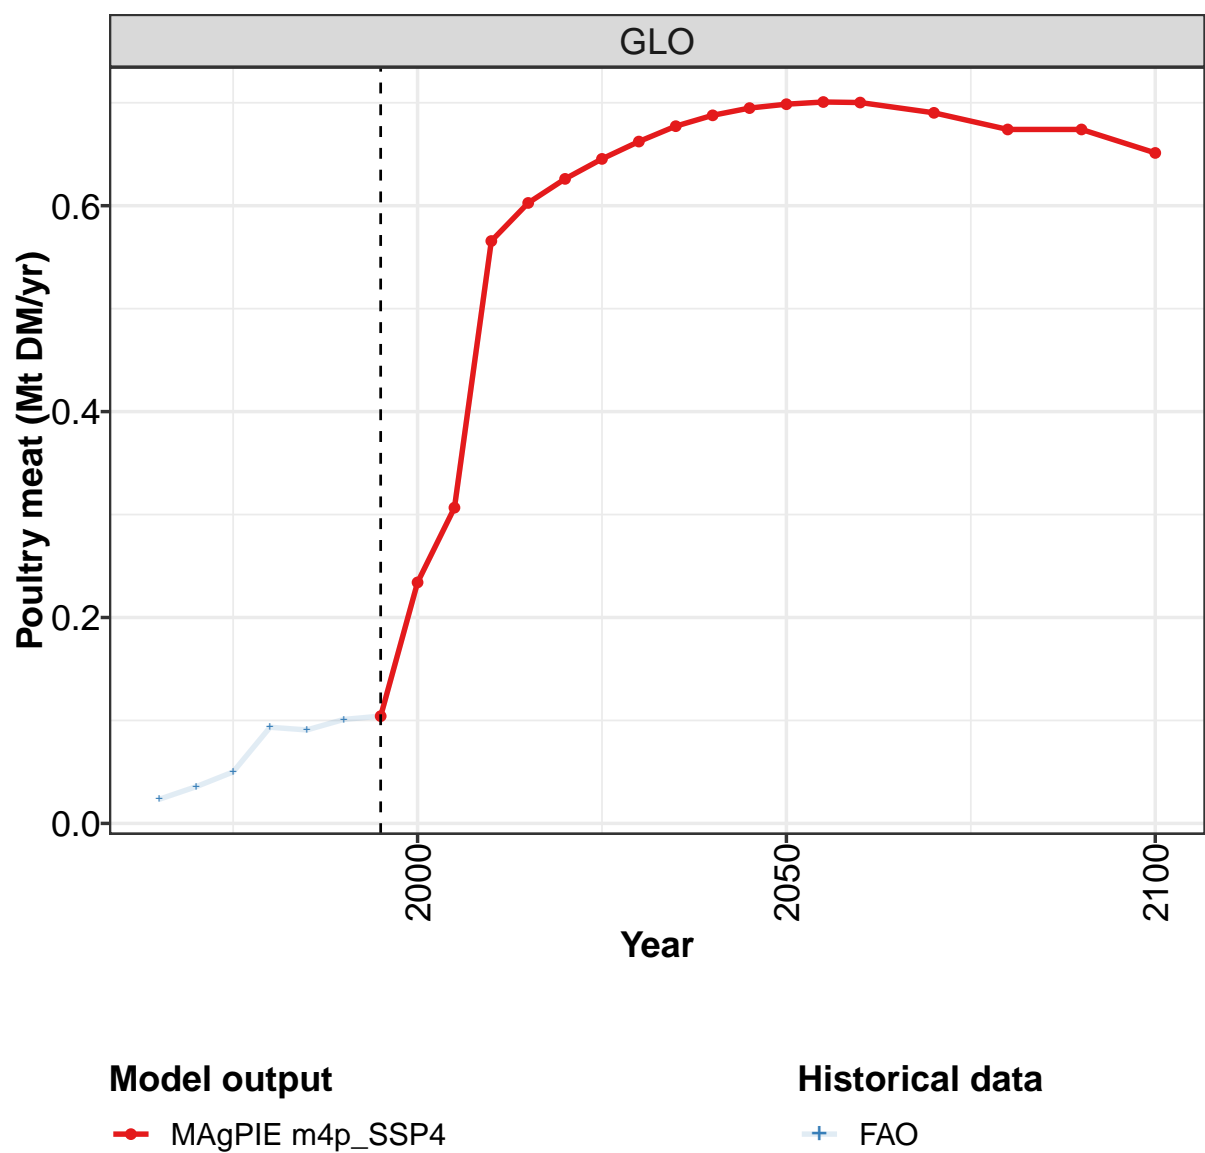 GLO
Poultry meat (Mt DM/yr)
0.6
0.4
0.2
0.0
2000
2050
2100
Year
Model output
MAgPIE m4p_SSP4
Historical data
FAO